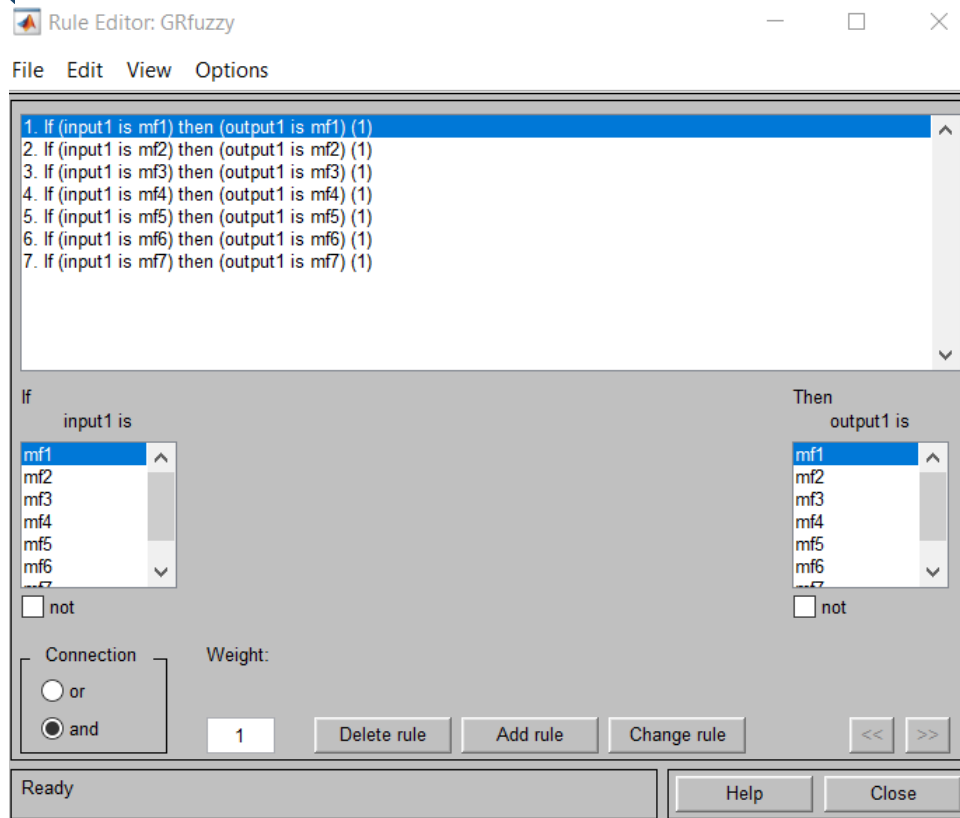 Rule Editor: GRfuzzy
File Edit View Options
1. If (input1 is mf1) then (output1 is mf1) (1)
2. If (input1 is mf2) then (output1 is mf2) (1)
3. If (input1 is mf3) then (output1 is mf3) (1)
4. If (input1 is mf4) then (output1 is mf4) (1)
5. If (input1 is mf5) then (output1 is mf5) (1)
6. If (input1 is mf6) then (output1 is mf6) (1)
7. If (input1 is mf7) then (output1 is mf7) (1)
If
input1 is
mf1
mf2
mf3
mf4
mf5
mf6
mf7
not
Then
output1 is
mf1
mf2
mf3
mf4
mf5
mf6
mf7
not
Connection
or
and
Weight:
1
Delete rule
Add rule
Change rule
<<
>>
Ready
Help
Close